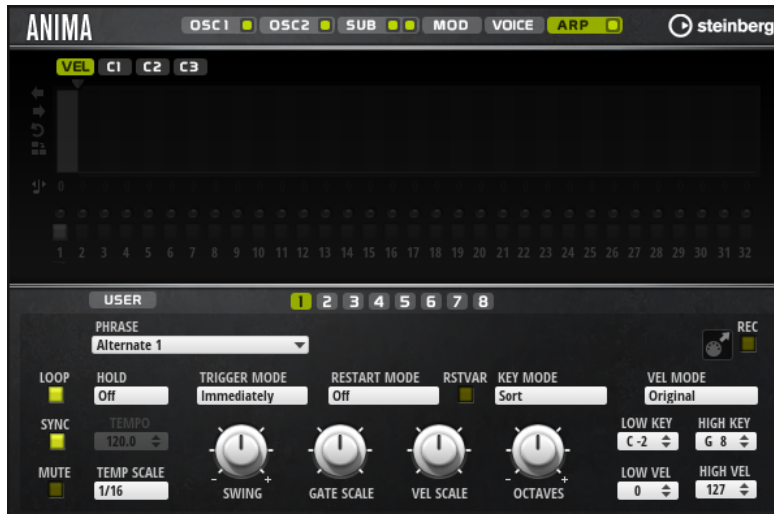 ANIMA OSC1 OSC2 SUB MOD VOICE ARP steinberg
VEL C1 C2 C3
0
1 2 3 4 5 6 7 8 9 10 11 12 13 14 15 16 17 18 19 20 21 22 23 24 25 26 27 28 29 30 31 32
USER 1 2 3 4 5 6 7 8
PHRASE REC
Alternate 1
LOOP HOLD TRIGGER MODE RESTART MODE RSTVAR KEY MODE VEL MODE
Off Immediately Off Sort Original
SYNC TEMPO LOW KEY HIGH KEY
120.0 C -2 G 8
MUTE TEMP SCALE LOW VEL HIGH VEL
1/16 - SWING + GATE SCALE VEL SCALE - OCTAVES + 0 127